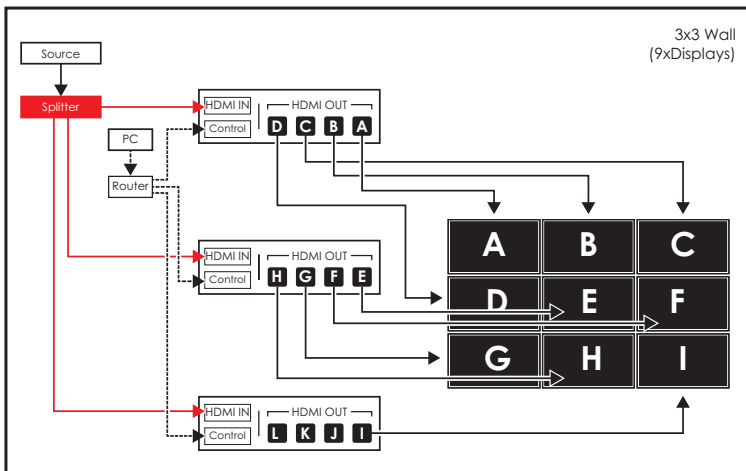 3x3 Wall
(9xDisplays)
Source
Splitter
PC
Router
HDMI IN
HDMI OUT
Control
D C B A
HDMI IN
HDMI OUT
Control
H G F E
HDMI IN
HDMI OUT
Control
L K J I
A B C
D E F
G H I